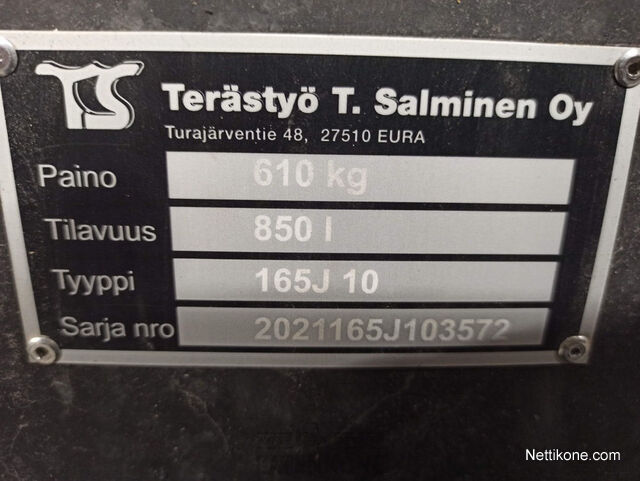 TS
Terästyö T. Salminen Oy
Turajärventie 48, 27510 EURA
Paino 610 kg
Tilavuus 850 l
Tyyppi 165J 10
Sarja nro 2021165J103572
Nettikone.com